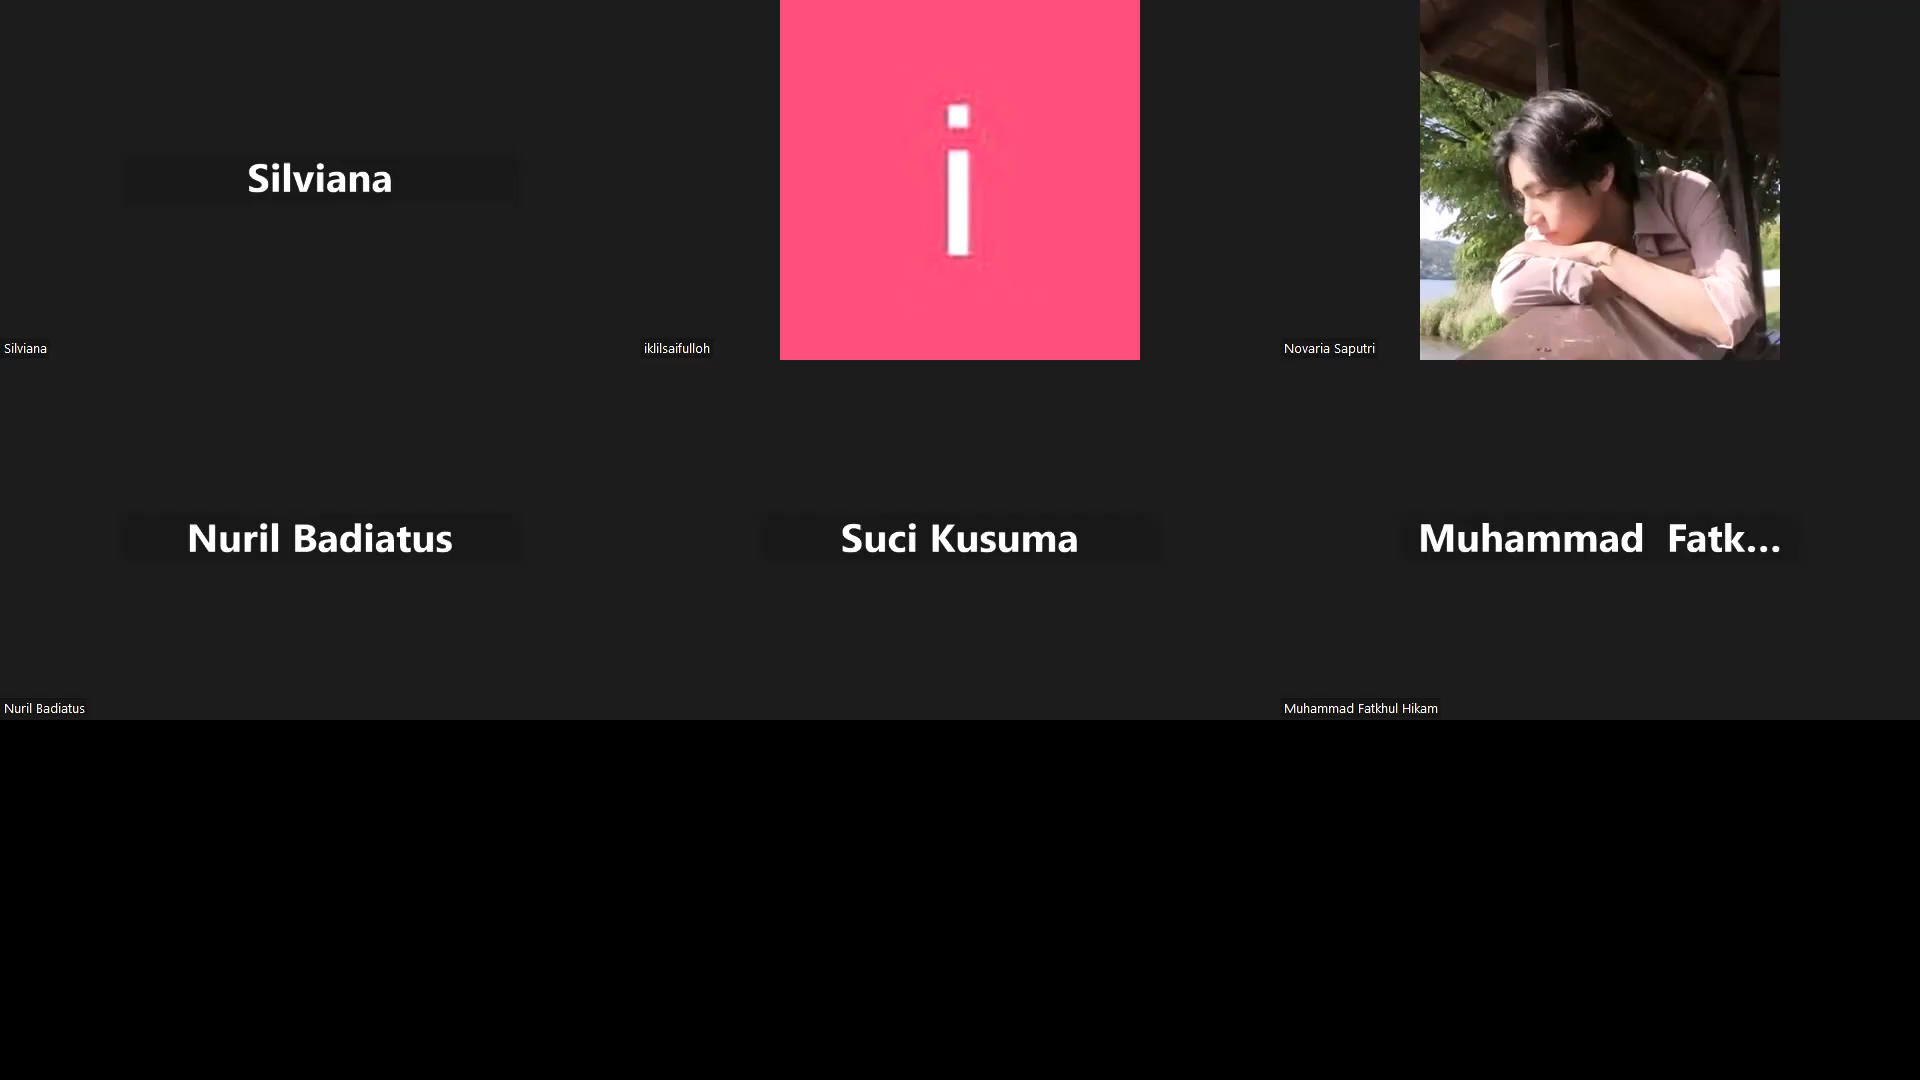 Silviana
i
Silviana
iklilsaifulloh
Novaria Saputri
Nuril Badiatus
Suci Kusuma
Muhammad  Fatk...
Nuril Badiatus
Muhammad Fatkhul Hikam